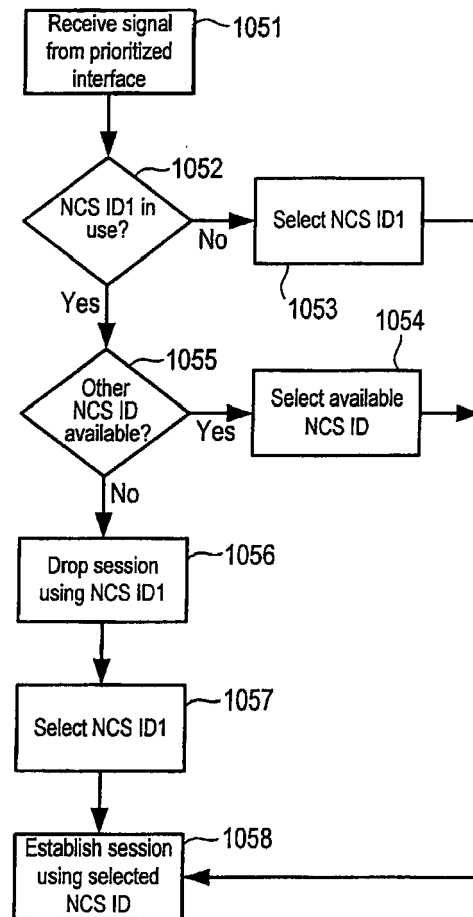 Receive signal
from prioritized
interface
1051
1052
NCS ID1 in
use?
No
Select NCS ID1
1053
Yes
1054
1055
Other
NCS ID
available?
Yes
Select available
NCS ID
No
1056
Drop session
using NCS ID1
1057
Select NCS ID1
1058
Establish session
using selected
NCS ID